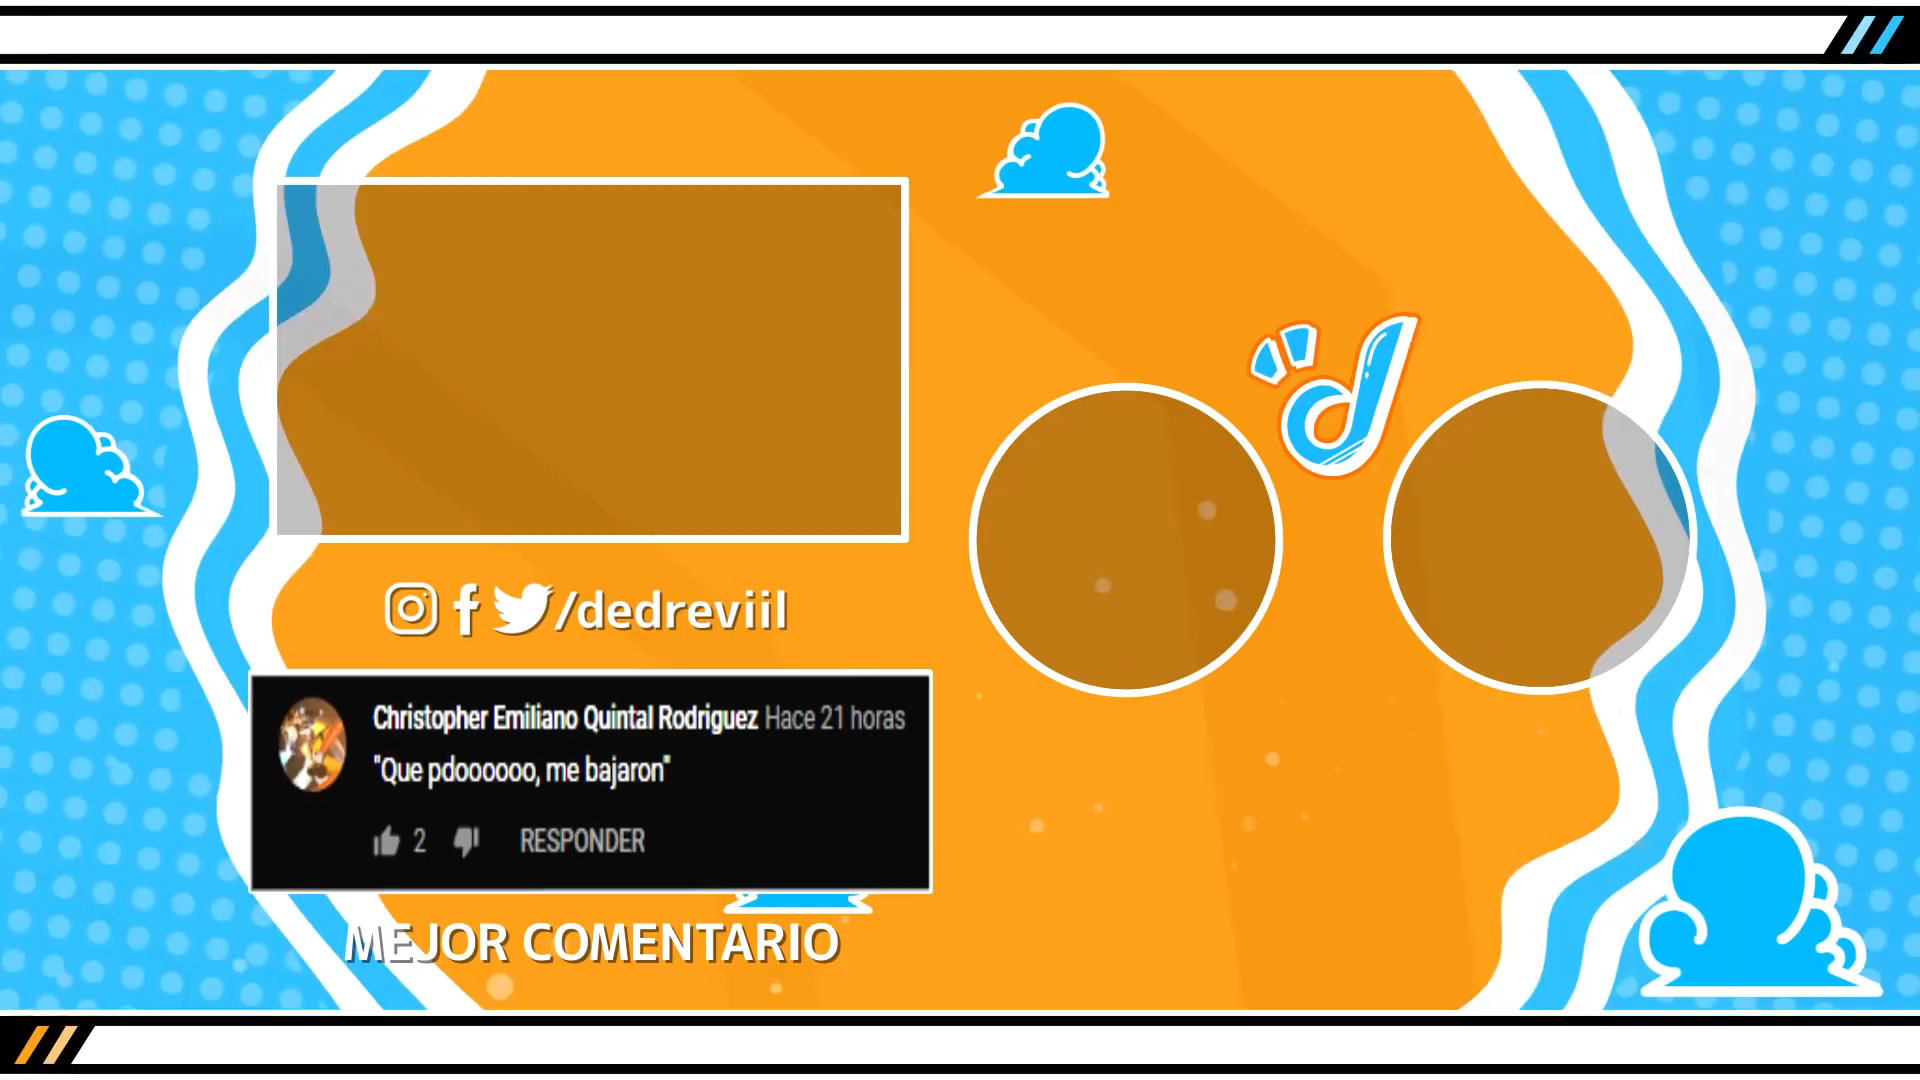 /dedreviil
Christopher Emiliano Quintal Rodriguez Hace 21 horas
"Que pdoooooo, me bajaron"
2 RESPONDER
MEJOR COMENTARIO